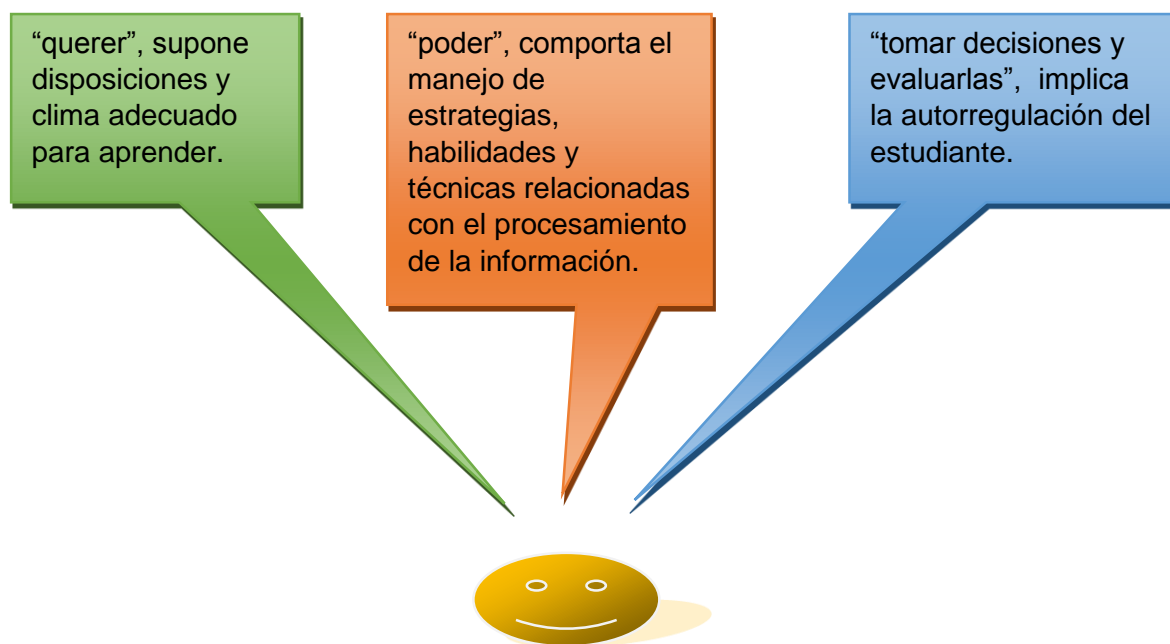 “querer”, supone
disposiciones y
clima adecuado
para aprender.
“poder”, comporta el
manejo de
estrategias,
habilidades y
técnicas relacionadas
con el procesamiento
de la información.
“tomar decisiones y
evaluarlas”,  implica
la autorregulación del
estudiante.